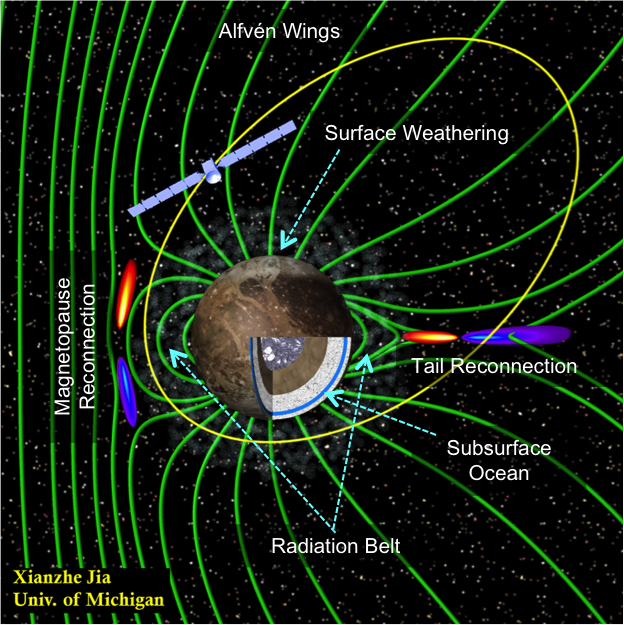 Alfvén Wings
Surface Weathering
Magnetopause
Reconnection
Tail Reconnection
Subsurface
Ocean
Radiation Belt
Xianzhe Jia
Univ. of Michigan